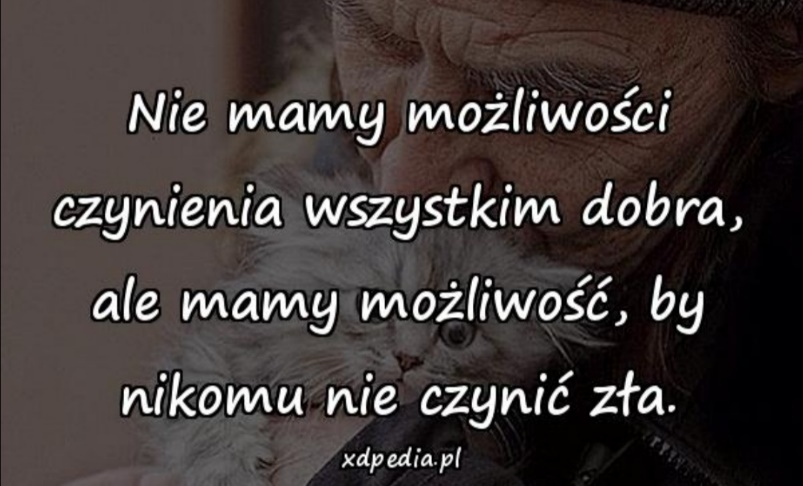 Nie mamy możliwości
czynienia wszystkim dobra,
ale mamy możliwość, by
nikomu nie czynić zła.
xdpedia.pl